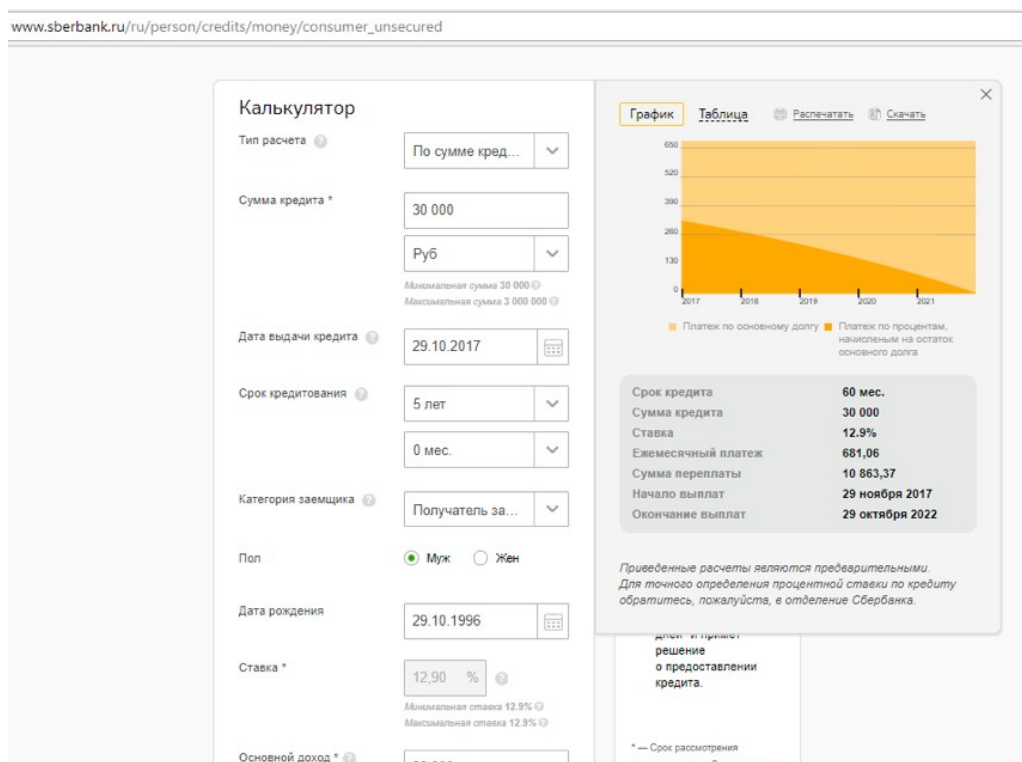 www.sberbank.ru/ru/person/credits/money/consumer_unsecured
Калькулятор
Тип расчета
По сумме кред...
Сумма кредита *
30 000
Руб
Минимальная сумма 30 000
Максимальная сумма 3 000 000
Дата выдачи кредита
29.10.2017
Срок кредитования
5 лет
0 мес.
Категория заемщика
Получатель за...
Пол
Муж Жен
Дата рождения
29.10.1996
Ставка *
12,90 %
Минимальная ставка 12.9%
Максимальная ставка 12.9%
Основной доход *
График Таблица Распечатать Скачать
650
520
390
260
130
0
2017 2018 2019 2020 2021
Платеж по основному долгу Платеж по процентам,
начисленым на остаток
основного долга
Срок кредита 60 мес.
Сумма кредита 30 000
Ставка 12.9%
Ежемесячный платеж 681,06
Сумма переплаты 10 863,37
Начало выплат 29 ноября 2017
Окончание выплат 29 октября 2022
Приведенные расчеты являются предварительными.
Для точного определения процентной ставки по кредиту
обратитесь, пожалуйста, в отделение Сбербанка.
дней* и примет
решение
о предоставлении
кредита.
* — Срок рассмотрения